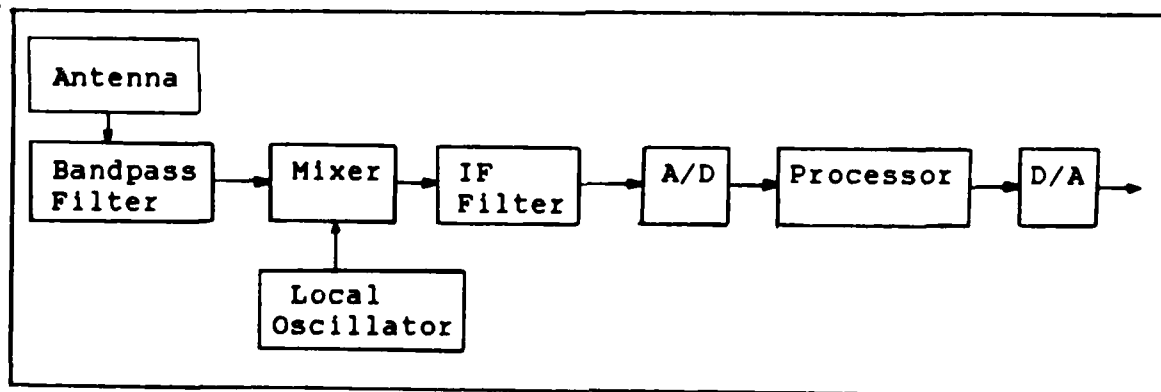 Antenna
Bandpass
Filter
Mixer
IF
Filter
A/D
Processor
D/A
Local
Oscillator